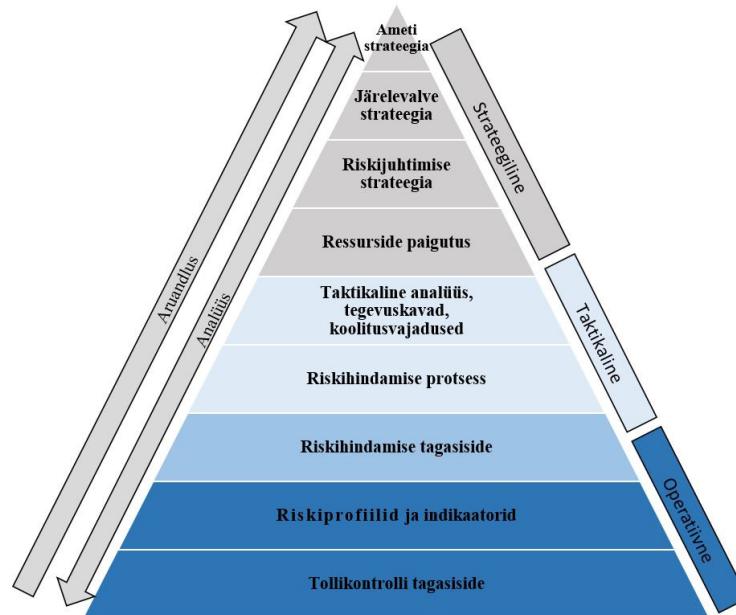 Ameti
strateegia
Järelevalve
strateegia
Riskijuhtimise
strateegia
Ressurside paigutus
Taktikaline analüüs,
tegevuskavad,
koolitusvajadused
Riskihindamise protsess
Riskihindamise tagasiside
Riskiprofiilid ja indikaatorid
Tollikontrolli tagasiside
Aruandlus
Analüüs
Strateegiline
Taktikaline
Operatiivne